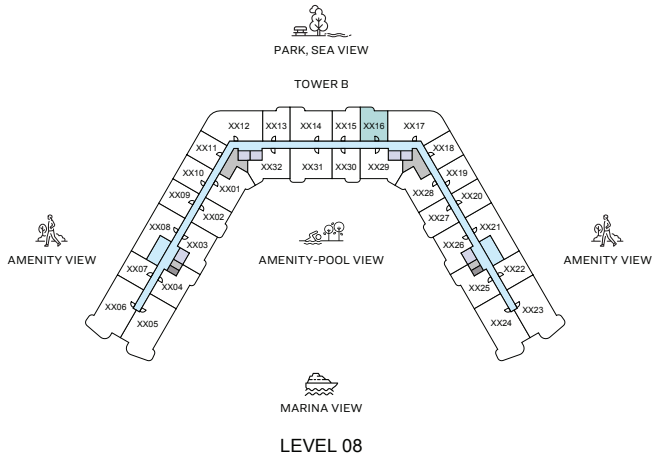 PARK, SEA VIEW
TOWER B
XX12
XX13
XX14
XX15
XX16
XX17
XX11
XX18
XX10
XX32
XX31
XX30
XX29
XX19
XX09
XX01
XX28
XX20
XX08
XX02
XX27
XX21
XX03
XX26
AMENITY VIEW
AMENITY-POOL VIEW
AMENITY VIEW
XX07
XX04
XX25
XX22
XX06
XX05
XX24
XX23
MARINA VIEW
LEVEL 08